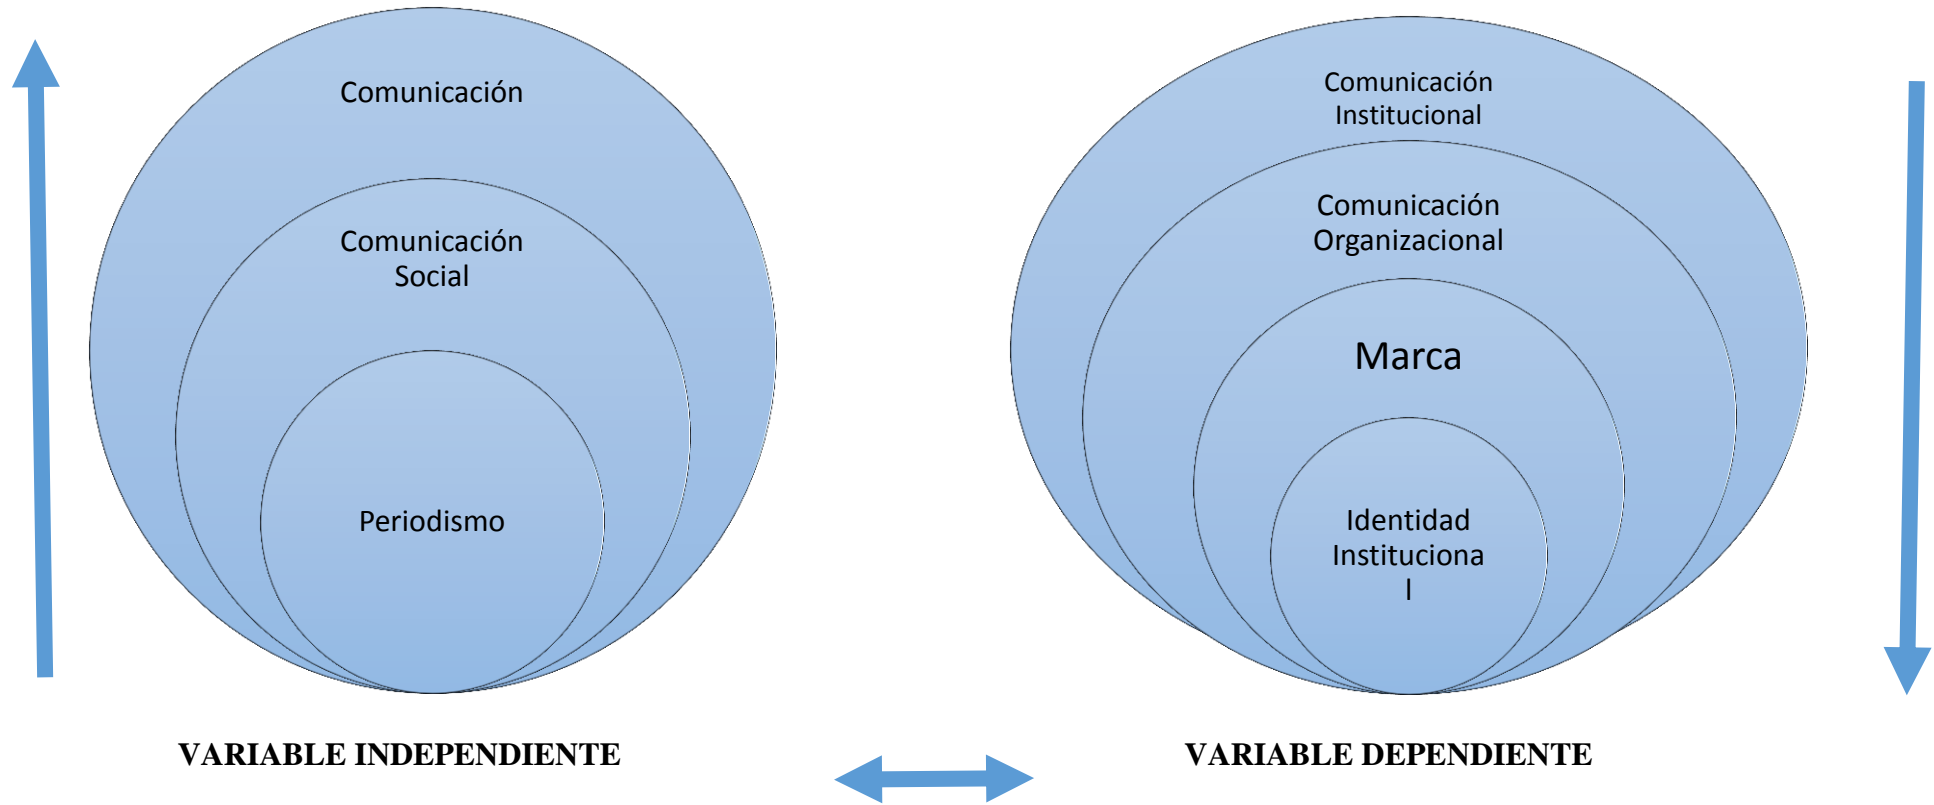 Comunicación
Comunicación
Social
Periodismo
VARIABLE INDEPENDIENTE
Comunicación
Institucional
Comunicación
Organizacional
Marca
Identidad
Instituciona
l
VARIABLE DEPENDIENTE